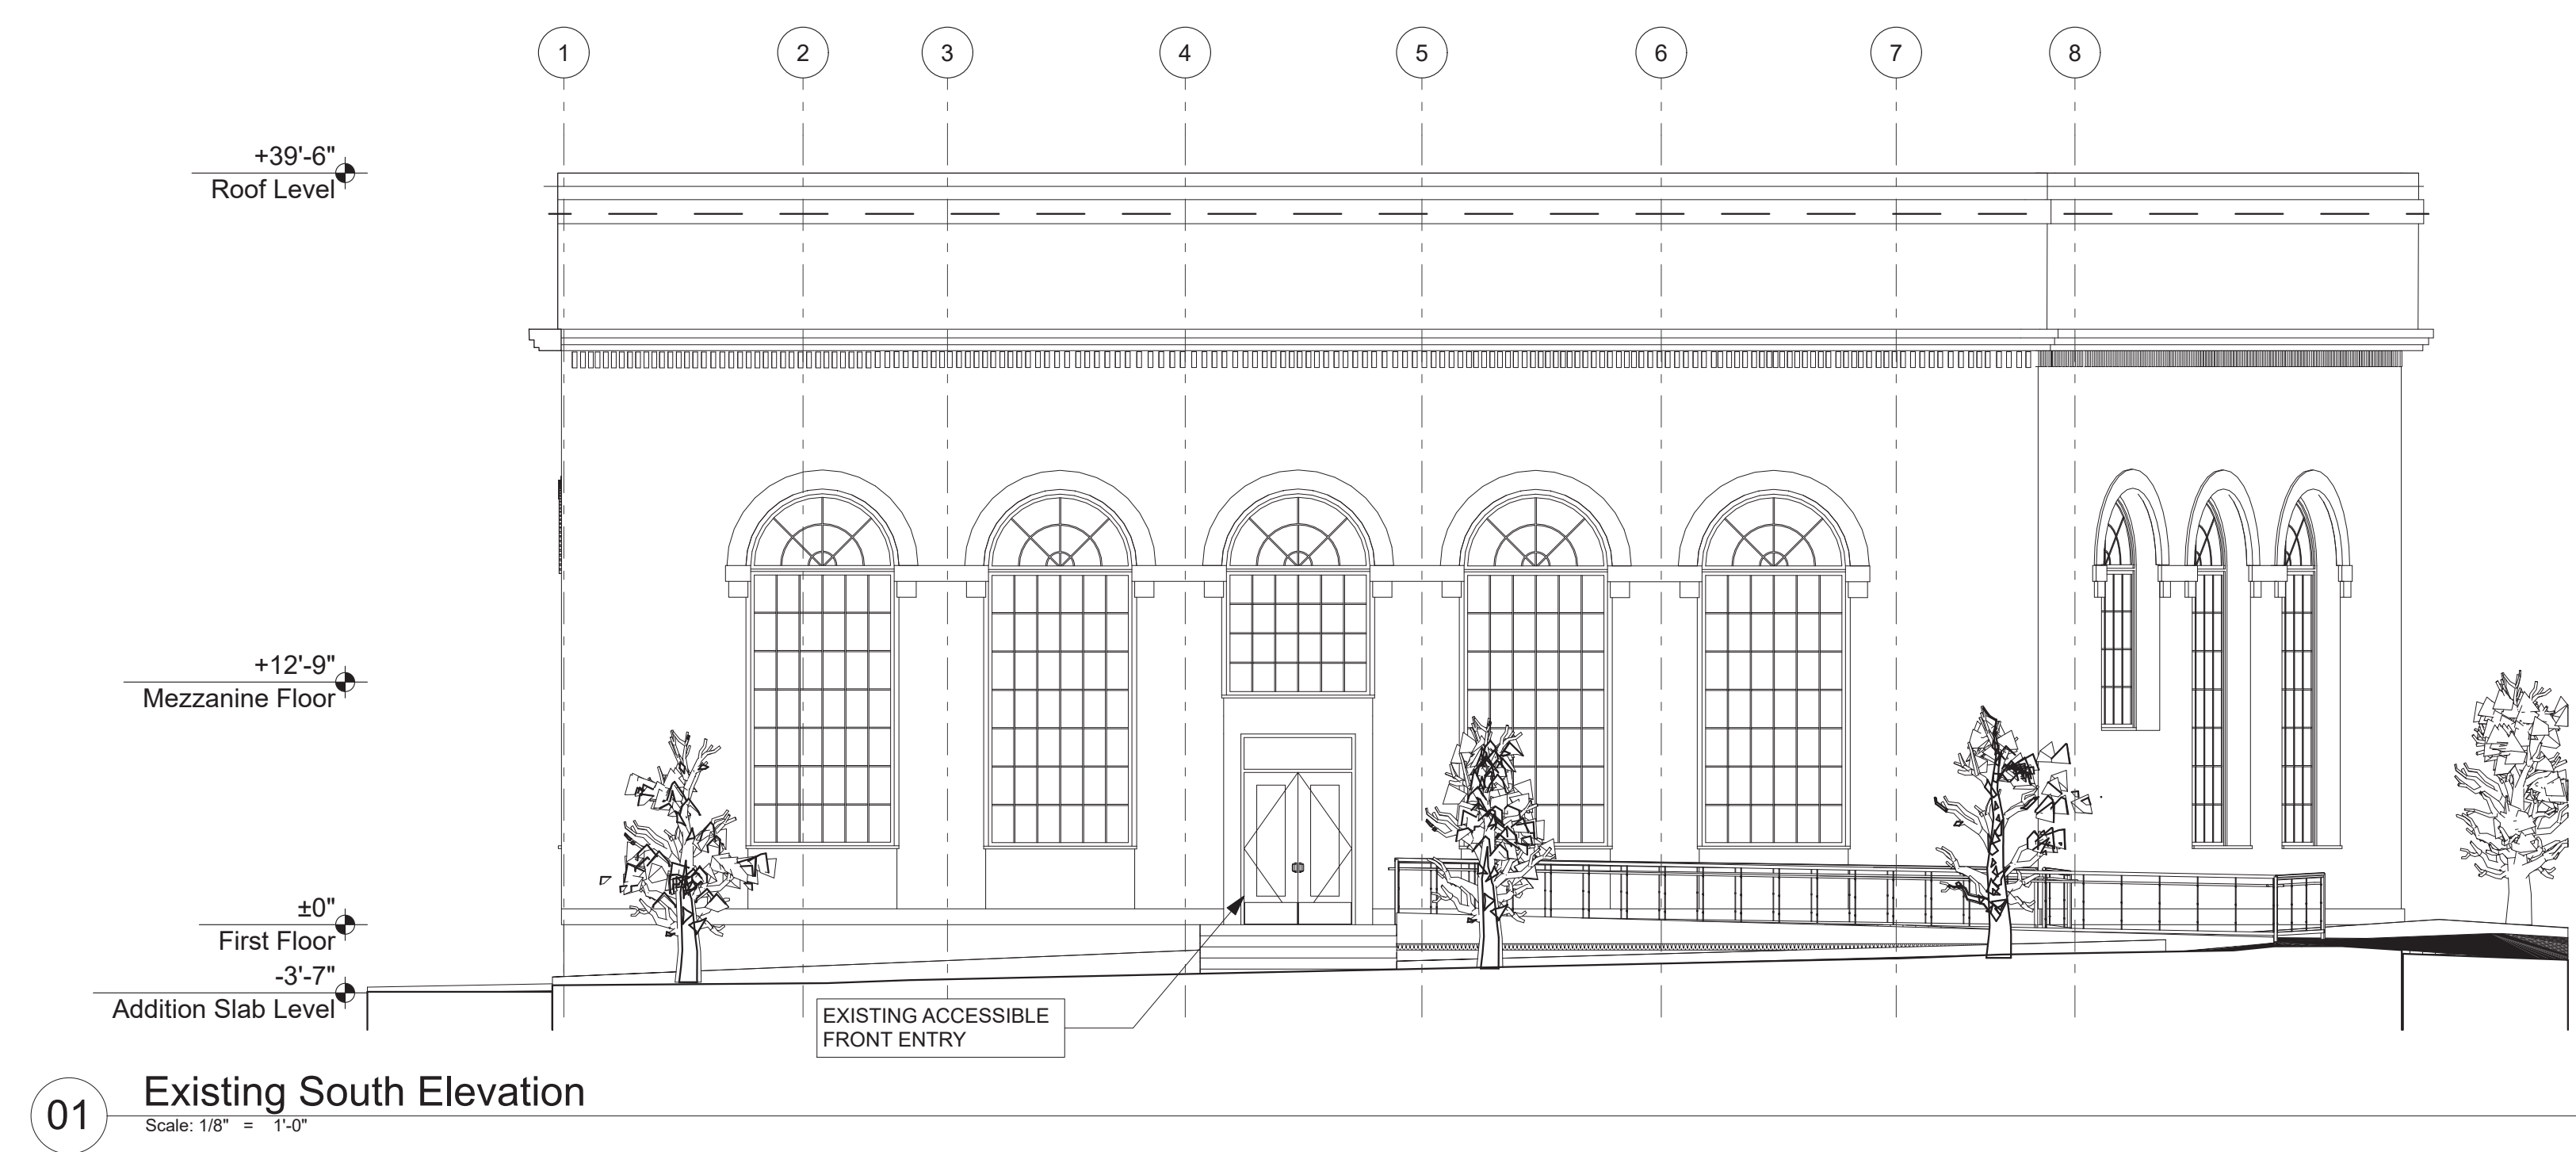 1 2 3 4 5 6 7 8
+39'-6"
Roof Level
+12'-9"
Mezzanine Floor
±0"
First Floor
-3'-7"
Addition Slab Level
EXISTING ACCESSIBLE
FRONT ENTRY
01 Existing South Elevation
Scale: 1/8" = 1'-0"